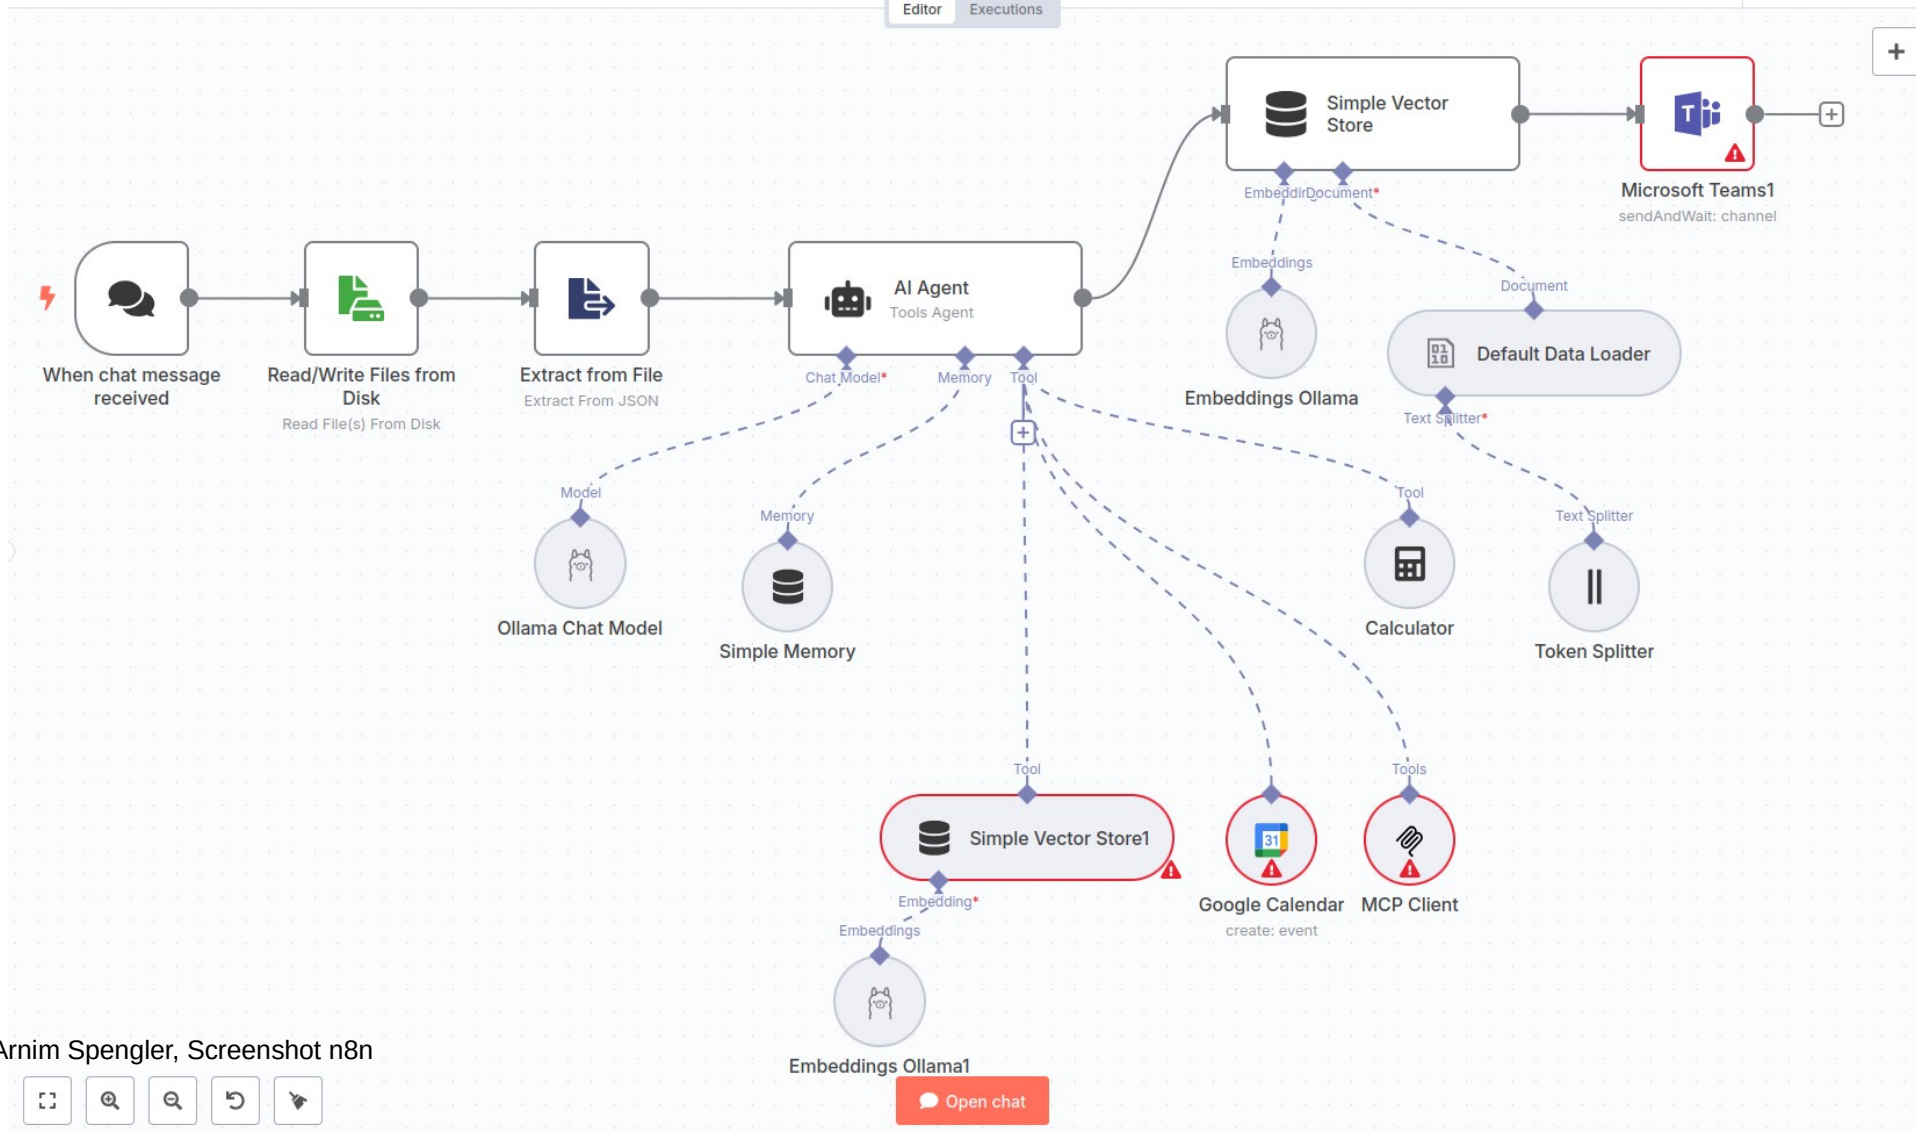 Editor
Executions
Simple Vector
Store
Microsoft Teams1
sendAndWait: channel
Document*
Embeddings
Embeddings Ollama
Document
Default Data Loader
Text Splitter*
Text Splitter
Token Splitter
When chat message
received
Read/Write Files from
Disk
Read File(s) From Disk
Extract from File
Extract From JSON
AI Agent
Tools Agent
Chat Model*
Memory
Tool
Model
Ollama Chat Model
Memory
Simple Memory
Tool
Calculator
Tool
Simple Vector Store1
Embedding*
Embeddings
Embeddings Ollama1
31
Google Calendar
create: event
Tools
MCP Client
Arnim Spengler, Screenshot n8n
Open chat